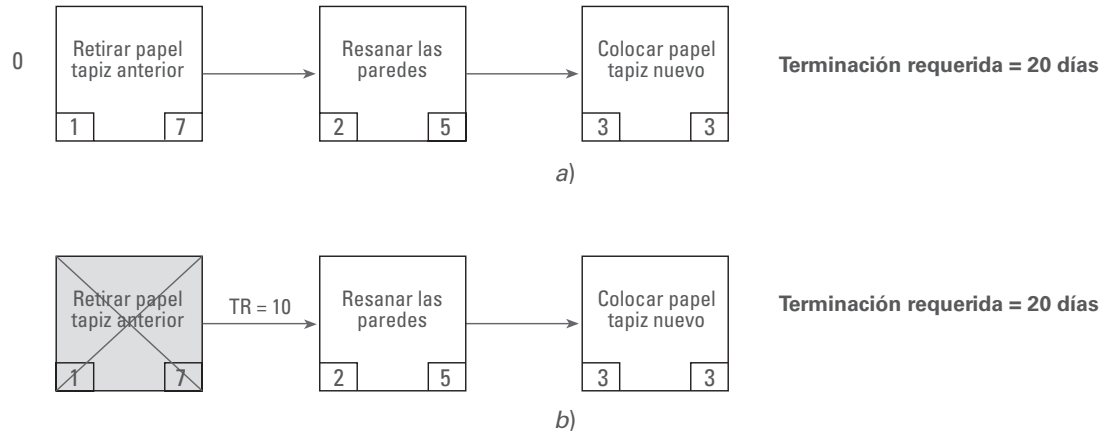 0
Retirar papel
tapiz anterior
1 7
Resanar las
paredes
2 5
Colocar papel
tapiz nuevo
3 3
Terminación requerida = 20 días
a)
Retirar papel
tapiz anterior
1 7
TR = 10
Resanar las
paredes
2 5
Colocar papel
tapiz nuevo
3 3
Terminación requerida = 20 días
b)